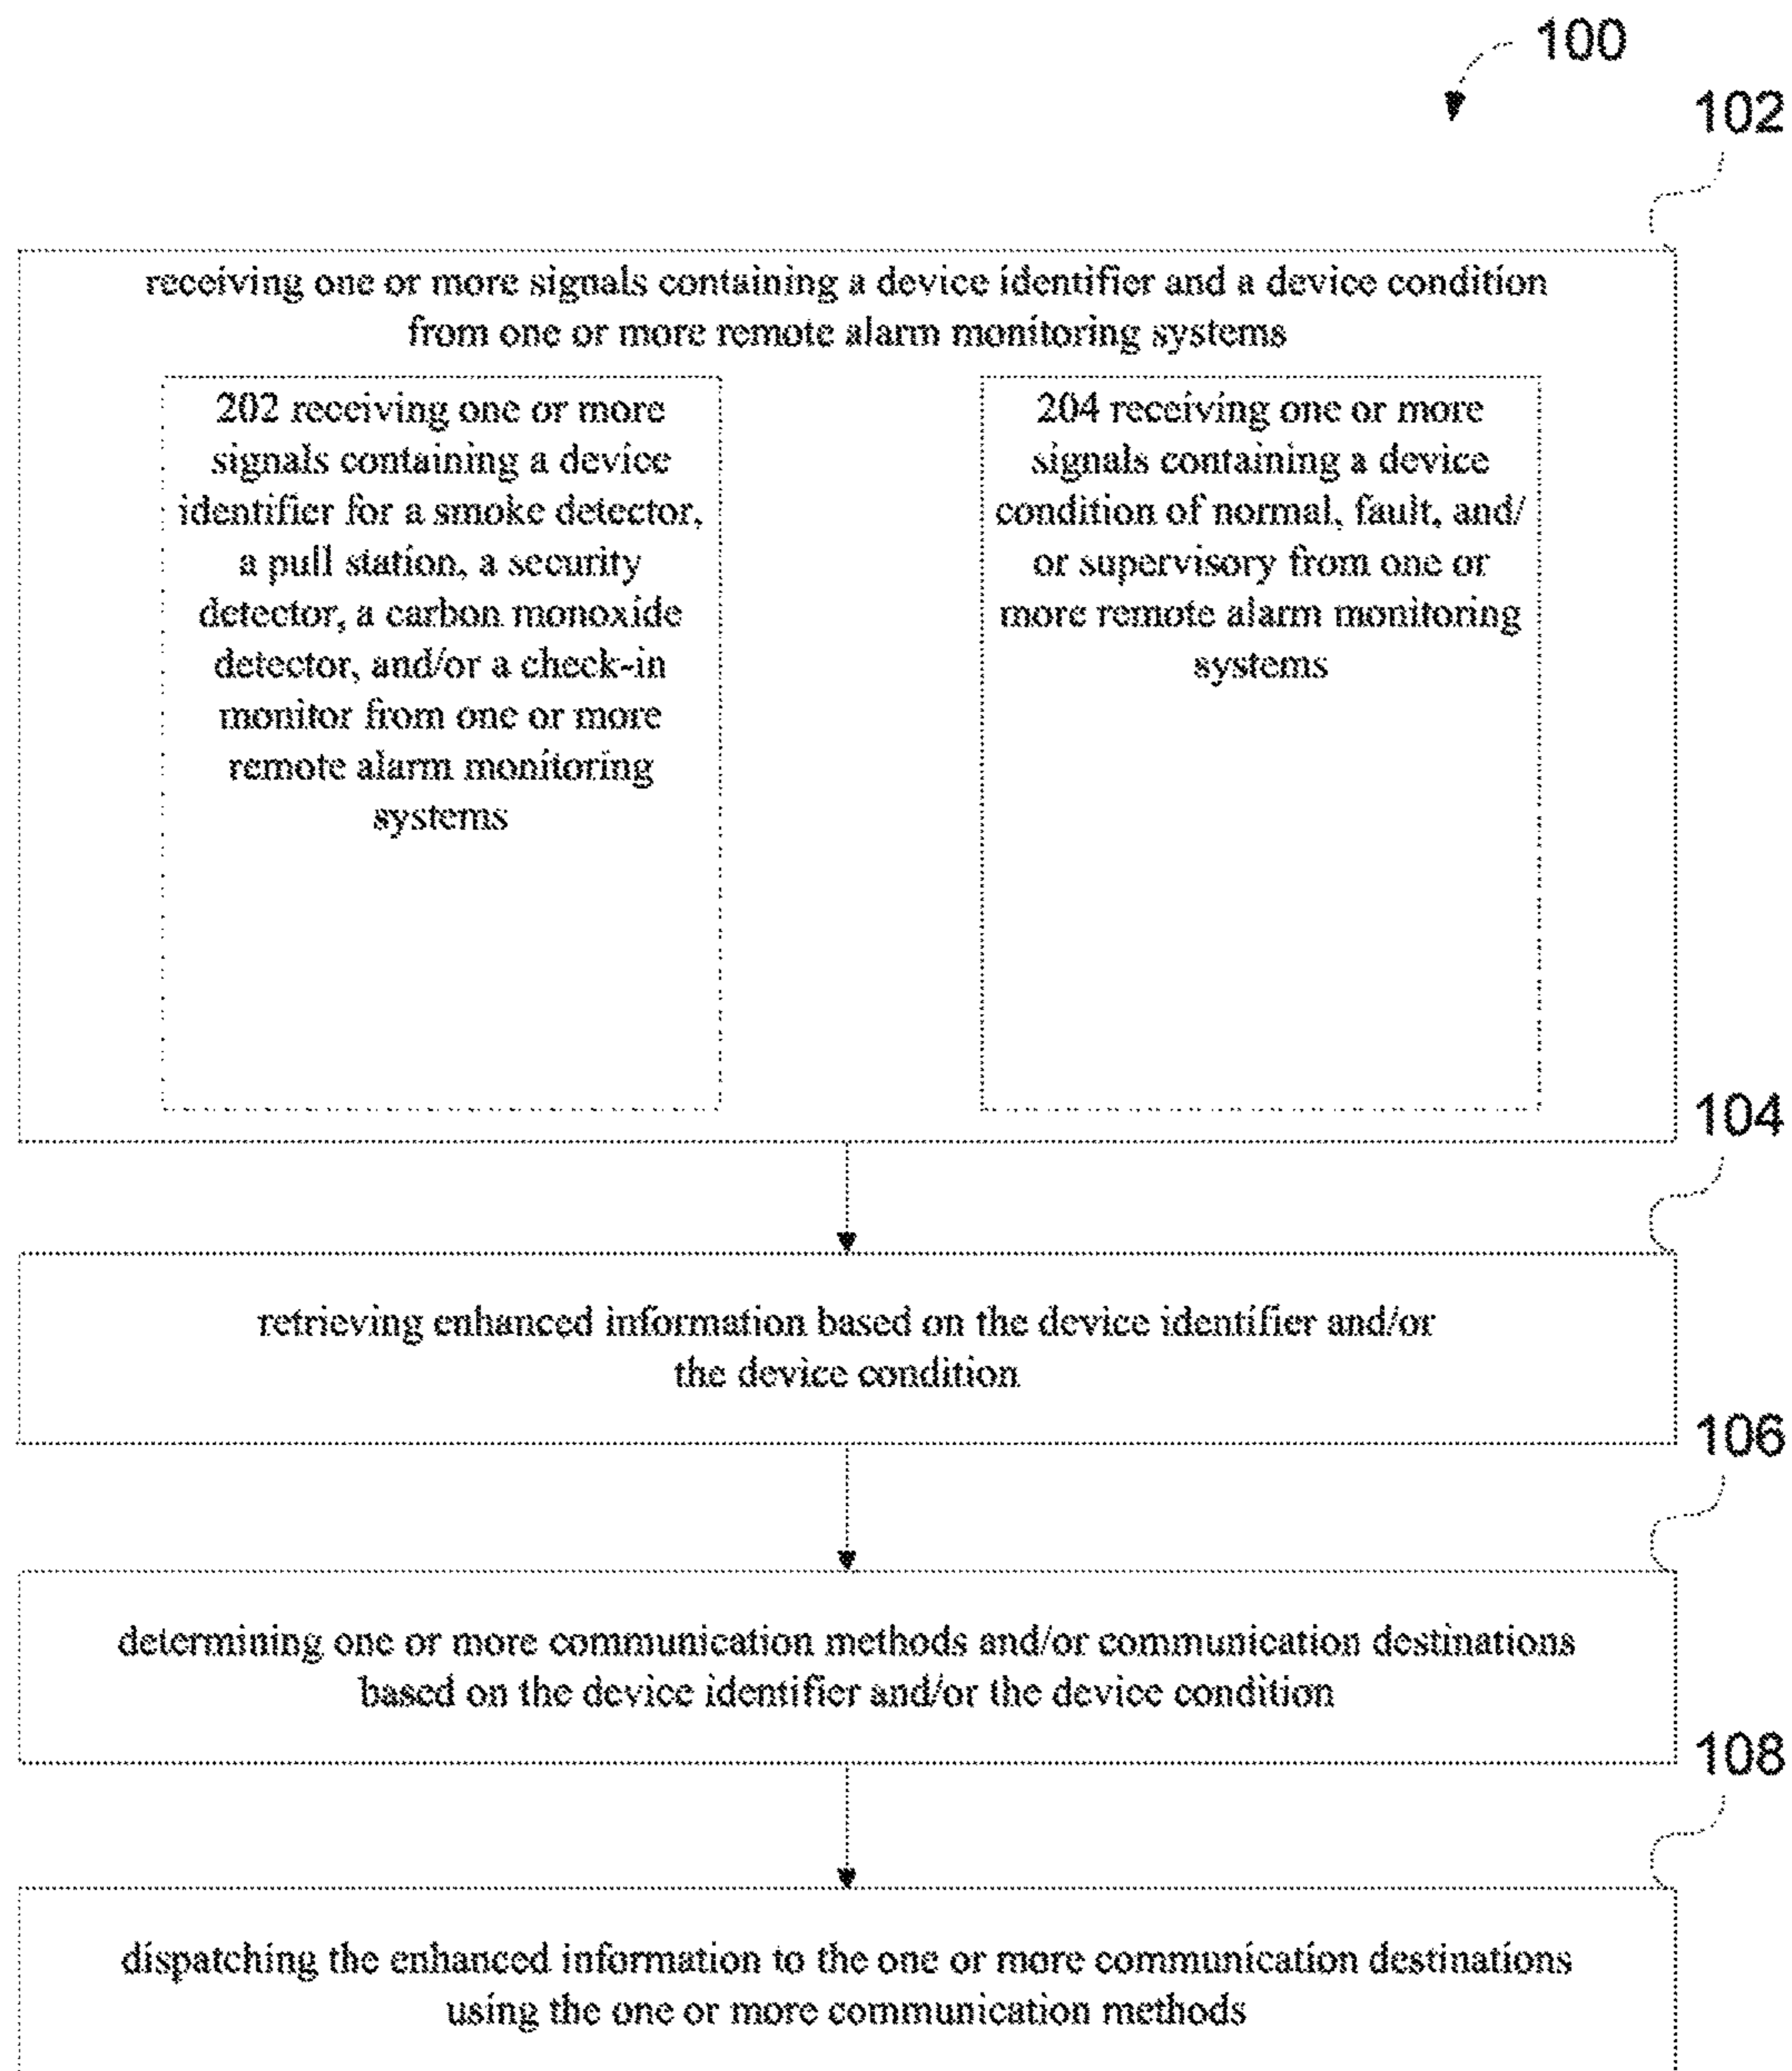 100
102
receiving one or more signals containing a device identifier and a device condition
from one or more remote alarm monitoring systems
202 receiving one or more
signals containing a device
identifier for a smoke detector,
a pull station, a security
detector, a carbon monoxide
detector, and/or a check-in
monitor from one or more
remote alarm monitoring
systems
204 receiving one or more
signals containing a device
condition of normal, fault, and/
or supervisory from one or
more remote alarm monitoring
systems
104
retrieving enhanced information based on the device identifier and/or
the device condition
106
determining one or more communication methods and/or communication destinations
based on the device identifier and/or the device condition
108
dispatching the enhanced information to the one or more communication destinations
using the one or more communication methods